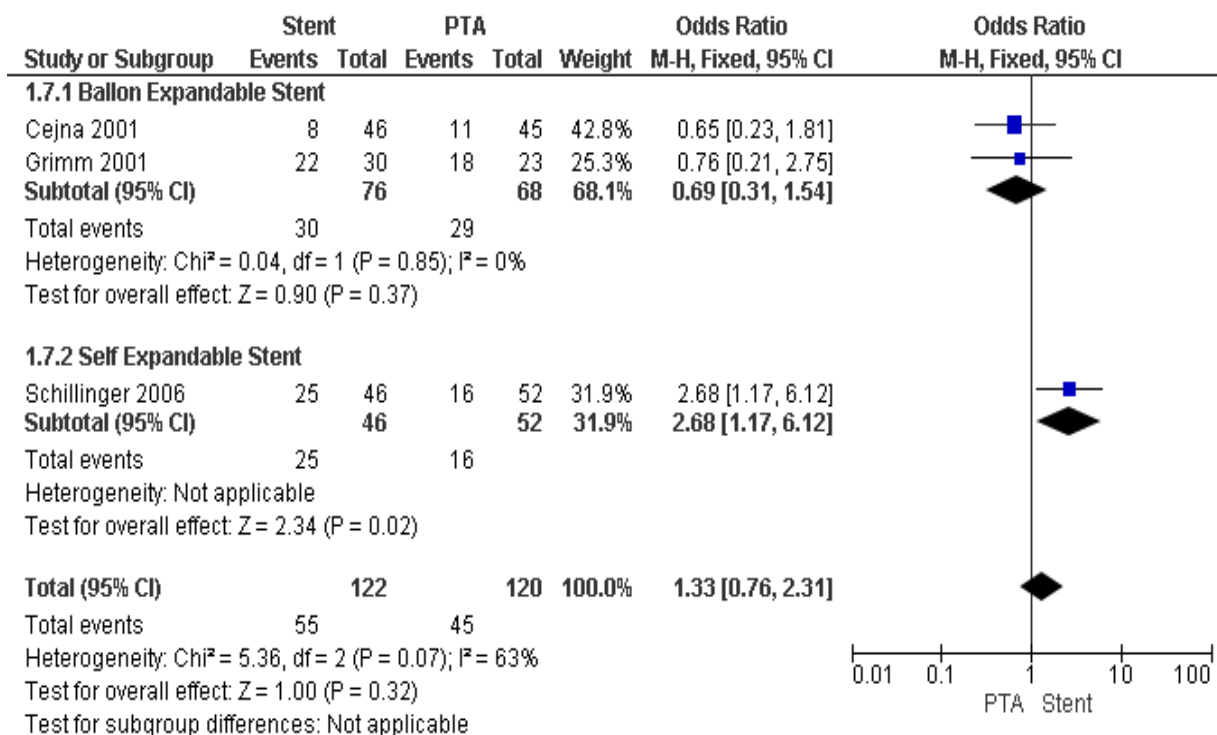 Stent PTA Odds Ratio Odds Ratio
Study or Subgroup Events Total Events Total Weight M-H, Fixed, 95% CI M-H, Fixed, 95% CI
1.7.1 Ballon Expandable Stent
Cejna 2001 8 46 11 45 42.8% 0.65 [0.23, 1.81]
Grimm 2001 22 30 18 23 25.3% 0.76 [0.21, 2.75]
Subtotal (95% CI) 76 68 68.1% 0.69 [0.31, 1.54]
Total events 30 29
Heterogeneity: Chi² = 0.04, df = 1 (P = 0.85); I² = 0%
Test for overall effect: Z = 0.90 (P = 0.37)
1.7.2 Self Expandable Stent
Schillinger 2006 25 46 16 52 31.9% 2.68 [1.17, 6.12]
Subtotal (95% CI) 46 52 31.9% 2.68 [1.17, 6.12]
Total events 25 16
Heterogeneity: Not applicable
Test for overall effect: Z = 2.34 (P = 0.02)
Total (95% CI) 122 120 100.0% 1.33 [0.76, 2.31]
Total events 55 45
Heterogeneity: Chi² = 5.36, df = 2 (P = 0.07); I² = 63%
Test for overall effect: Z = 1.00 (P = 0.32)
Test for subgroup differences: Not applicable
0.01 0.1 1 10 100
PTA Stent